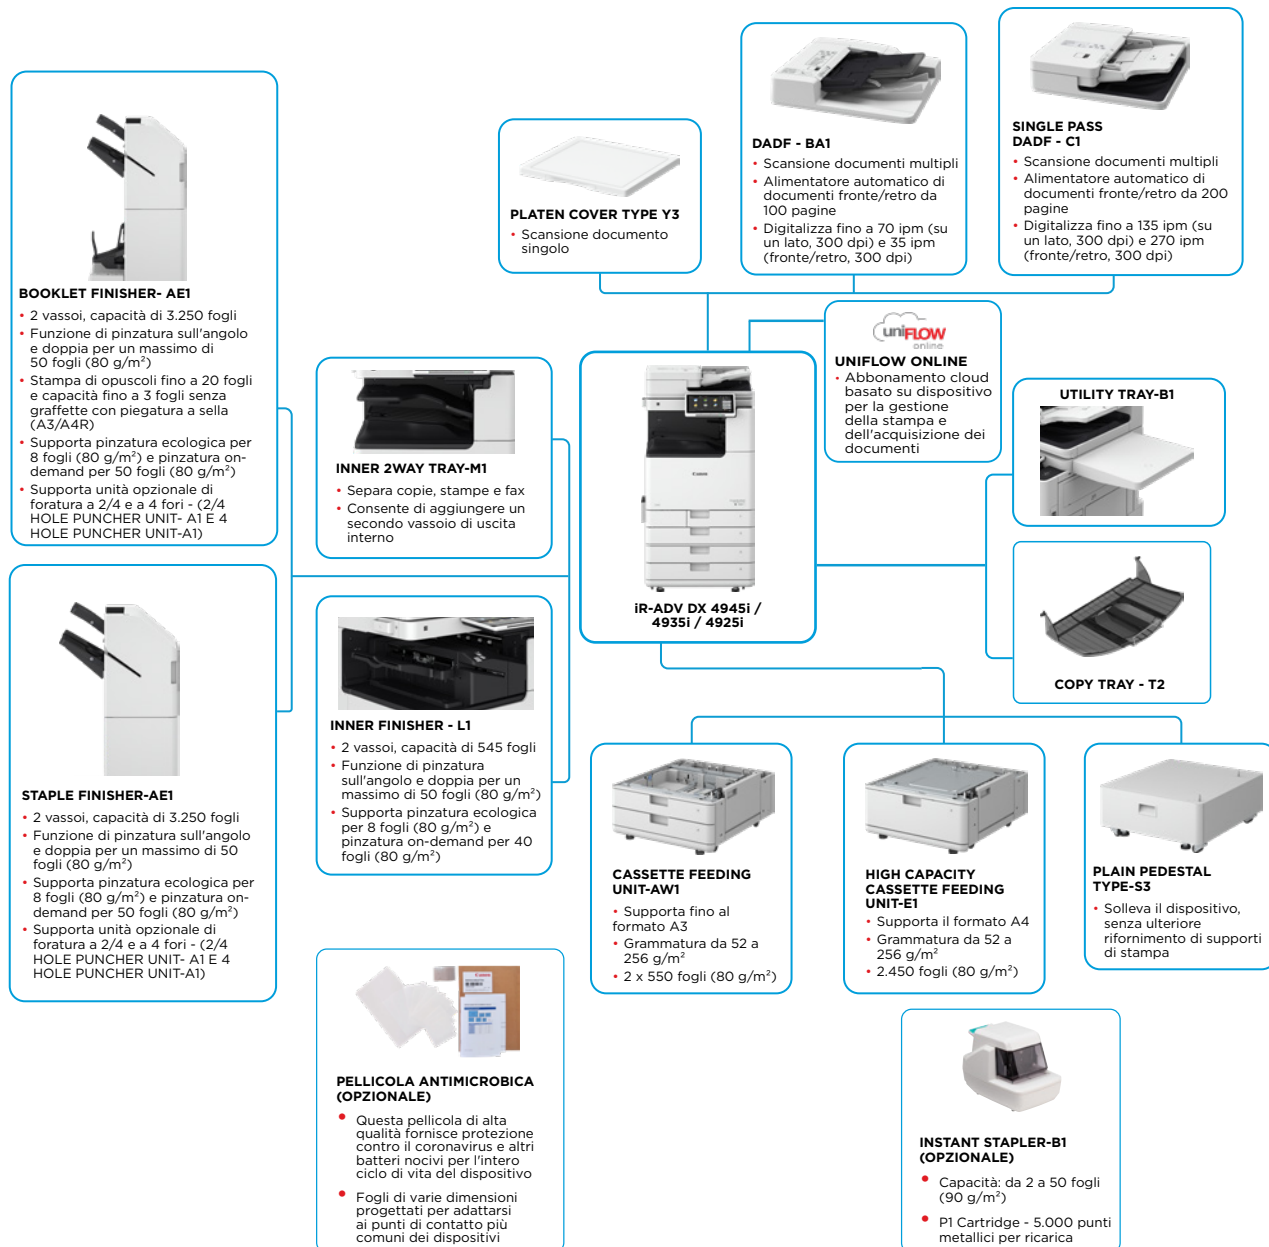 BOOKLET FINISHER- AE1
• 2 vassoi, capacità di 3.250 fogli
• Funzione di pinzatura sull'angolo
e doppia per un massimo di
50 fogli (80 g/m²)
• Stampa di opuscoli fino a 20 fogli
e capacità fino a 3 fogli senza
graffette con piegatura a sella
(A3/A4R)
• Supporta pinzatura ecologica per
8 fogli (80 g/m²) e pinzatura on-
demand per 50 fogli (80 g/m²)
• Supporta unità opzionale di
foratura a 2/4 e a 4 fori - (2/4
HOLE PUNCHER UNIT- A1 E 4
HOLE PUNCHER UNIT-A1)
STAPLE FINISHER-AE1
• 2 vassoi, capacità di 3.250 fogli
• Funzione di pinzatura sull'angolo
e doppia per un massimo di 50
fogli (80 g/m²)
• Supporta pinzatura ecologica per
8 fogli (80 g/m²) e pinzatura on-
demand per 50 fogli (80 g/m²)
• Supporta unità opzionale di
foratura a 2/4 e a 4 fori - (2/4
HOLE PUNCHER UNIT- A1 E 4
HOLE PUNCHER UNIT-A1)
INNER 2WAY TRAY-M1
• Separa copie, stampe e fax
• Consente di aggiungere un
secondo vassoio di uscita
interno
INNER FINISHER - L1
• 2 vassoi, capacità di 545 fogli
• Funzione di pinzatura
sull'angolo e doppia per un
massimo di 50 fogli (80 g/m²)
• Supporta pinzatura ecologica
per 8 fogli (80 g/m²) e
pinzatura on-demand per 40
fogli (80 g/m²)
Canon
PELLICOLA ANTIMICROBICA
(OPZIONALE)
• Questa pellicola di alta
qualità fornisce protezione
contro il coronavirus e altri
batteri nocivi per l'intero
ciclo di vita del dispositivo
• Fogli di varie dimensioni
progettati per adattarsi
ai punti di contatto più
comuni dei dispositivi
PLATEN COVER TYPE Y3
• Scansione documento
singolo
DADF - BA1
• Scansione documenti multipli
• Alimentatore automatico di
documenti fronte/retro da
100 pagine
• Digitalizza fino a 70 ipm (su
un lato, 300 dpi) e 35 ipm
(fronte/retro, 300 dpi)
SINGLE PASS
DADF - C1
• Scansione documenti multipli
• Alimentatore automatico di
documenti fronte/retro da 200
pagine
• Digitalizza fino a 135 ipm (su
un lato, 300 dpi) e 270 ipm
(fronte/retro, 300 dpi)
uniFLOW
online
UNIFLOW ONLINE
• Abbonamento cloud
basato su dispositivo
per la gestione
della stampa e
dell'acquisizione dei
documenti
Canon
iR-ADV DX 4945i /
4935i / 4925i
UTILITY TRAY-B1
COPY TRAY - T2
CASSETTE FEEDING
UNIT-AW1
• Supporta fino al
formato A3
• Grammatura da 52 a
256 g/m²
• 2 x 550 fogli (80 g/m²)
HIGH CAPACITY
CASSETTE FEEDING
UNIT-E1
• Supporta il formato A4
• Grammatura da 52 a
256 g/m²
• 2.450 fogli (80 g/m²)
PLAIN PEDESTAL
TYPE-S3
• Solleva il dispositivo,
senza ulteriore
rifornimento di supporti
di stampa
INSTANT STAPLER-B1
(OPZIONALE)
• Capacità: da 2 a 50 fogli
(90 g/m²)
• P1 Cartridge - 5.000 punti
metallici per ricarica